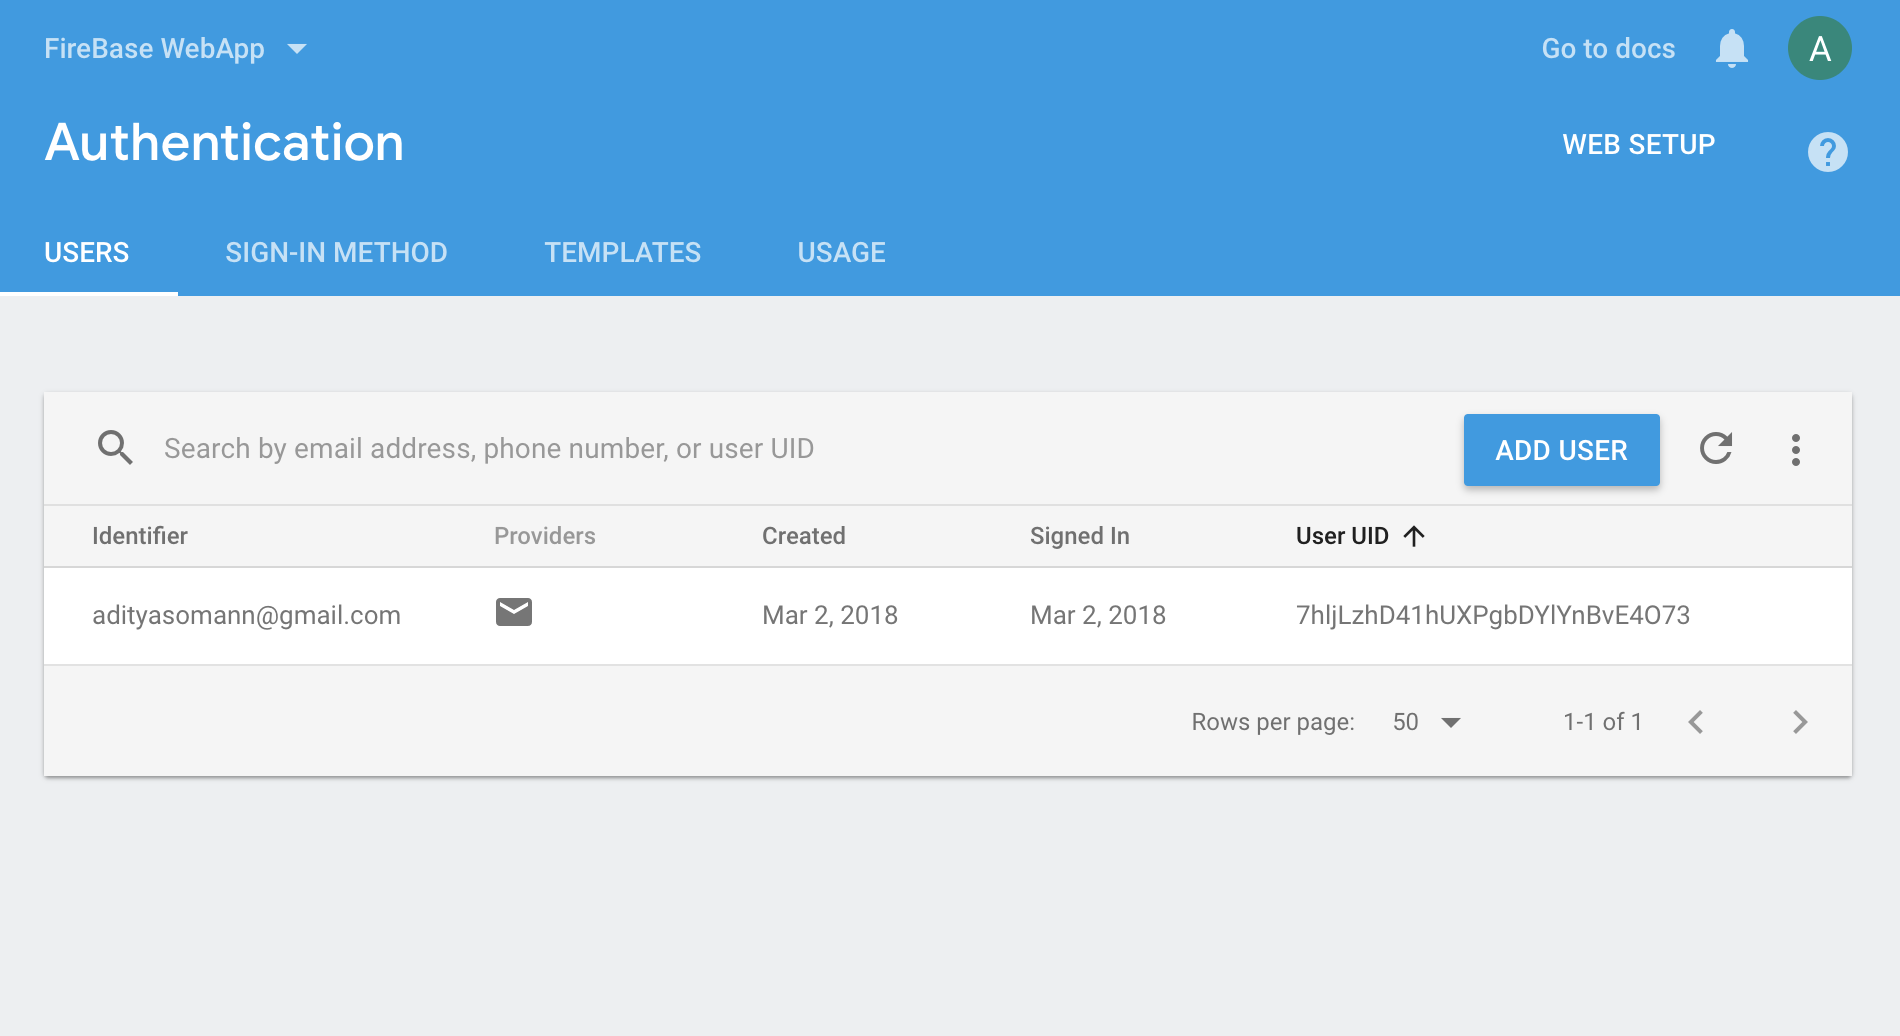 FireBase WebApp
Go to docs
A
Authentication
WEB SETUP
?
USERS SIGN-IN METHOD TEMPLATES USAGE
Search by email address, phone number, or user UID
ADD USER
Identifier Providers Created Signed In User UID
adityasomann@gmail.com Mar 2, 2018 Mar 2, 2018 7hljLzhD41hUXPgbDYlYnBvE4O73
Rows per page: 50 1-1 of 1